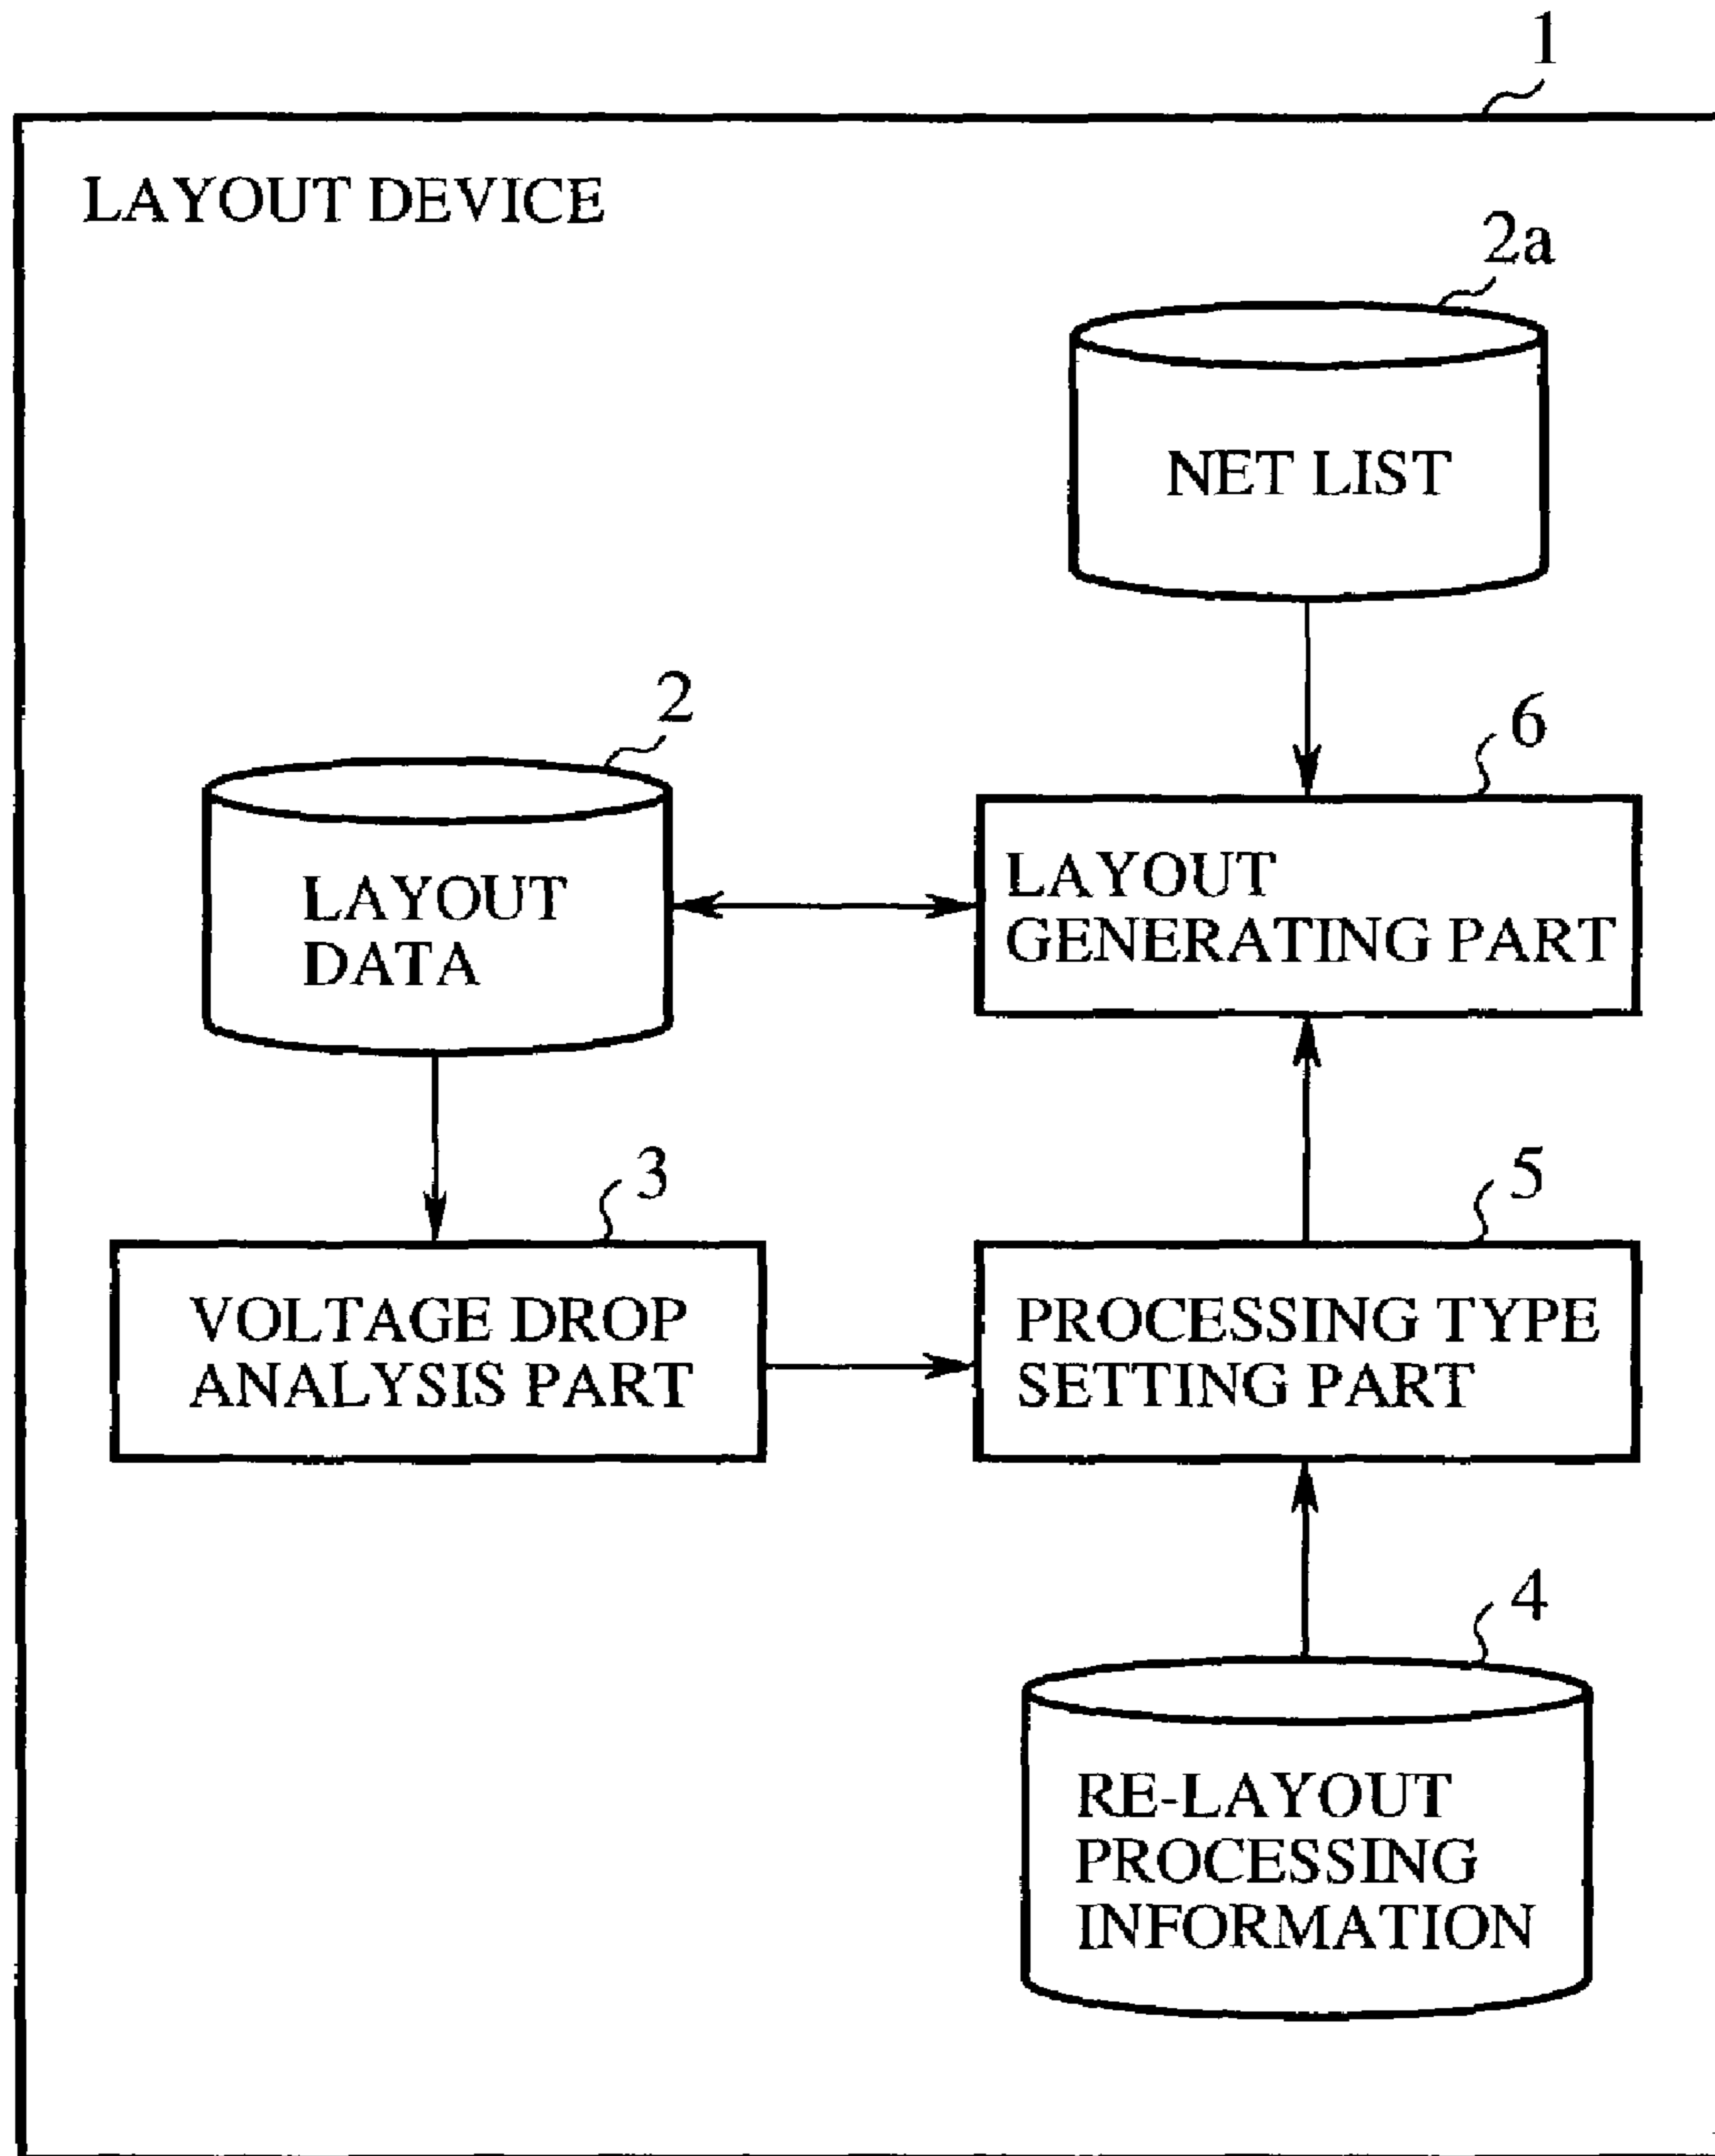 1
LAYOUT DEVICE
2a
NET LIST
2
6
LAYOUT
DATA
LAYOUT
GENERATING PART
3
5
VOLTAGE DROP
ANALYSIS PART
PROCESSING TYPE
SETTING PART
4
RE-LAYOUT
PROCESSING
INFORMATION